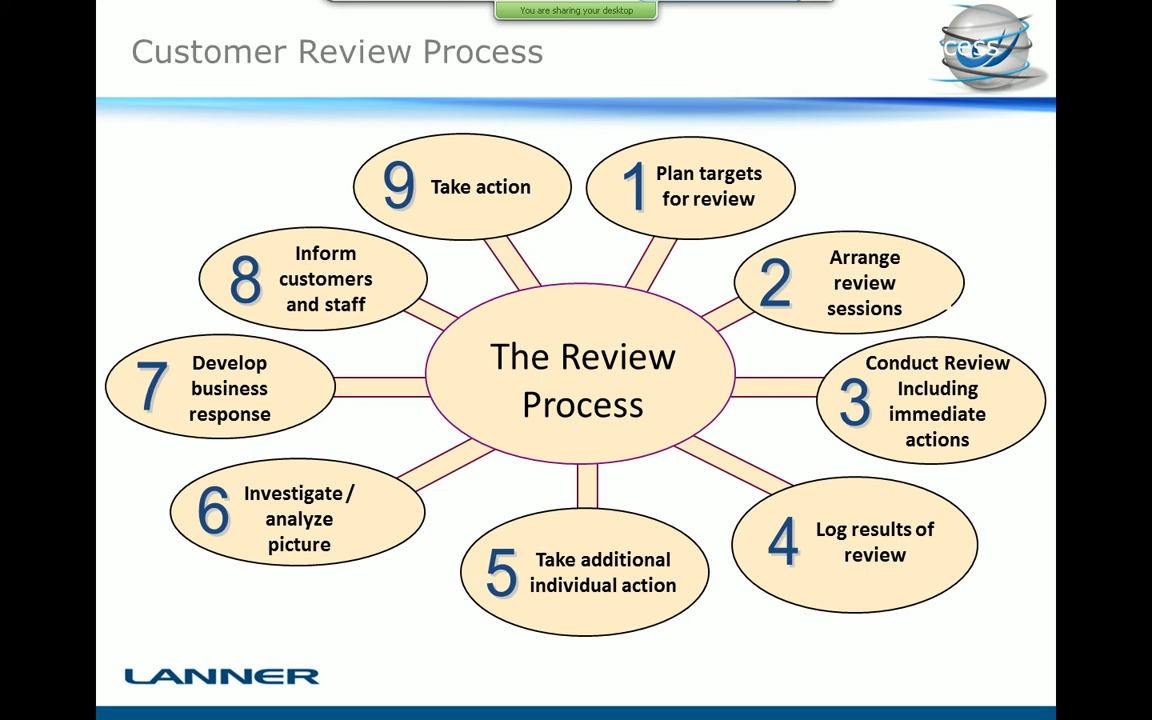 You are sharing your desktop
Customer Review Process
cess
9
Take action
1
Plan targets
for review
8
Inform
customers
and staff
2
Arrange
review
sessions
7
Develop
business
response
The Review
Process
3
Conduct Review
Including
immediate
actions
6
Investigate/
analyze
picture
5
Take additional
individual action
4
Log results of
review
LANNER